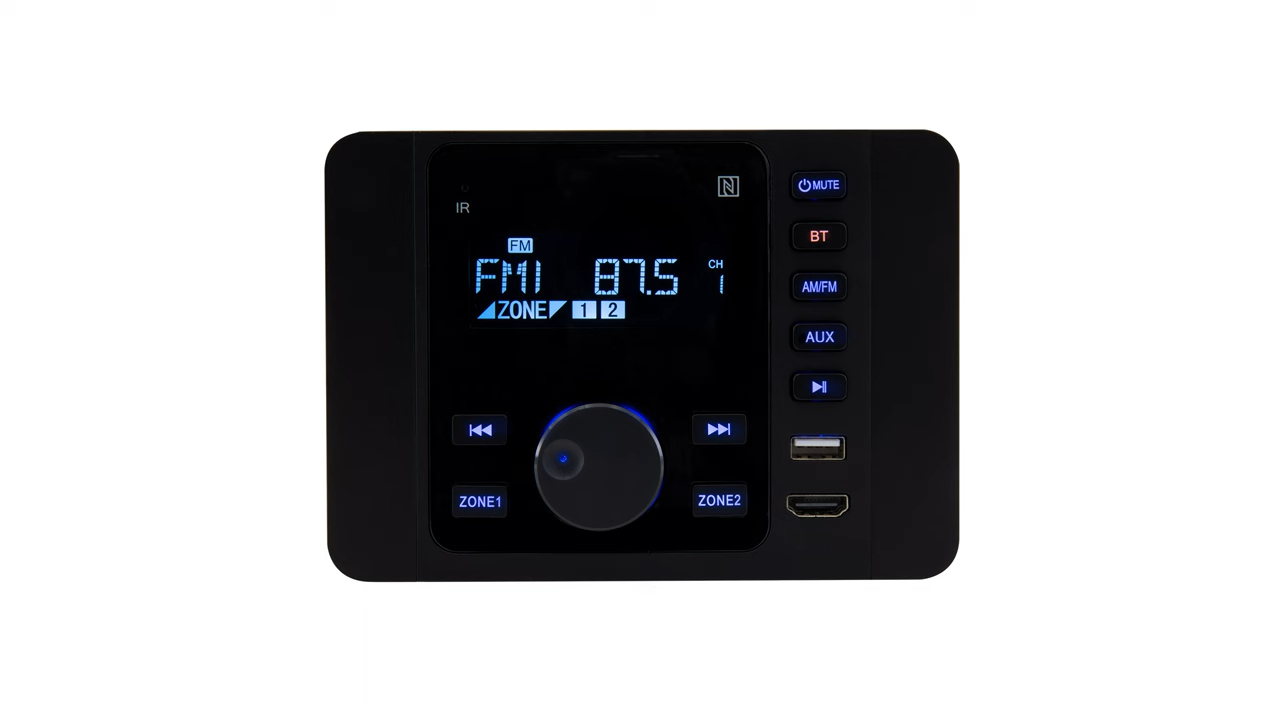 MUTE
IR
BT
FM
FM1 87.5 CH 1
ZONE 1 2
AM/FM
AUX
ZONE1
ZONE2